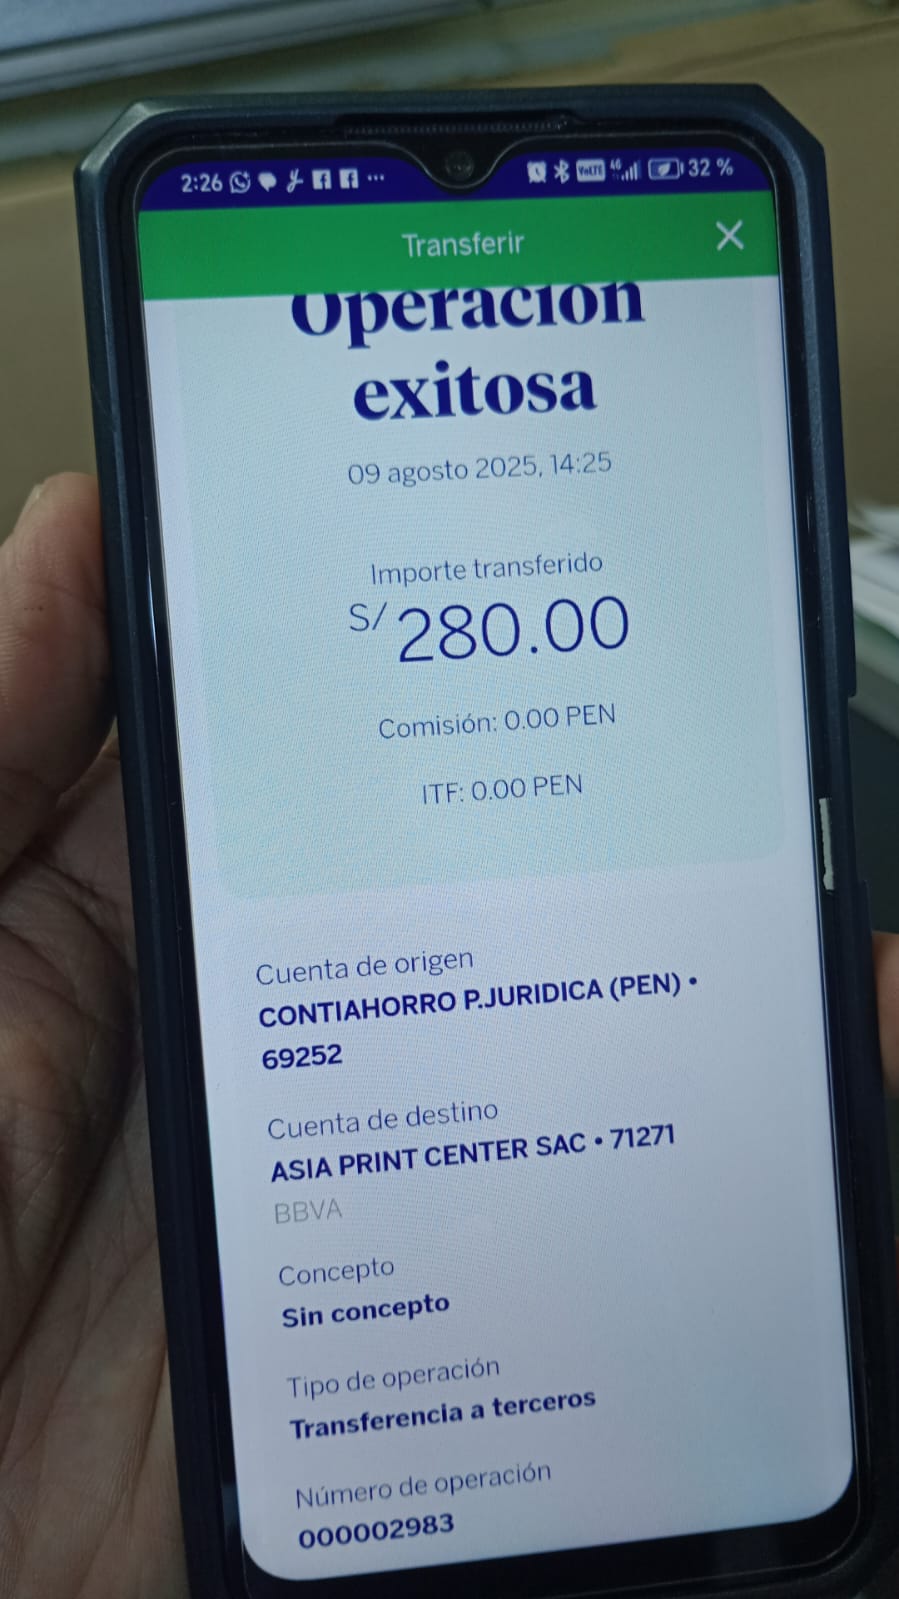 2:26 32 %
Transferir
Operación
exitosa
09 agosto 2025, 14:25
Importe transferido
S/ 280.00
Comisión: 0.00 PEN
ITF: 0.00 PEN
Cuenta de origen
CONTIAHORRO P.JURIDICA (PEN) •
69252
Cuenta de destino
ASIA PRINT CENTER SAC • 71271
BBVA
Concepto
Sin concepto
Tipo de operación
Transferencia a terceros
Número de operación
000002983